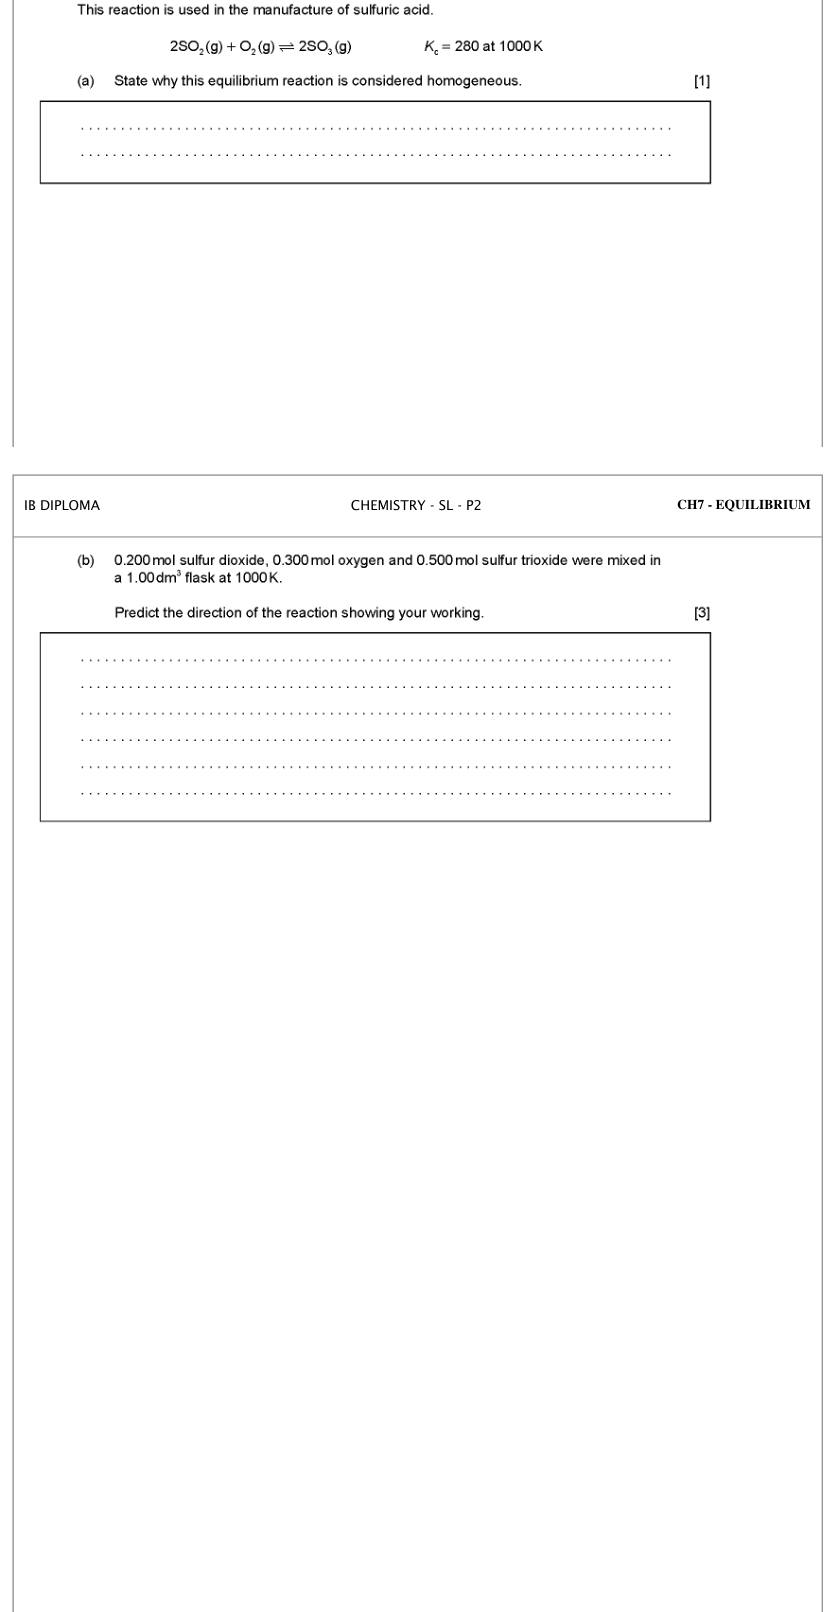 This reaction is used in the manufacture of sulfuric acid.
2SO₂(g) + O₂(g) ⇌ 2SO₃(g) K꜀ = 280 at 1000 K
(a) State why this equilibrium reaction is considered homogeneous. [1]
IB DIPLOMA CHEMISTRY - SL - P2 CH7 - EQUILIBRIUM
(b) 0.200 mol sulfur dioxide, 0.300 mol oxygen and 0.500 mol sulfur trioxide were mixed in
a 1.00 dm³ flask at 1000 K.
Predict the direction of the reaction showing your working. [3]